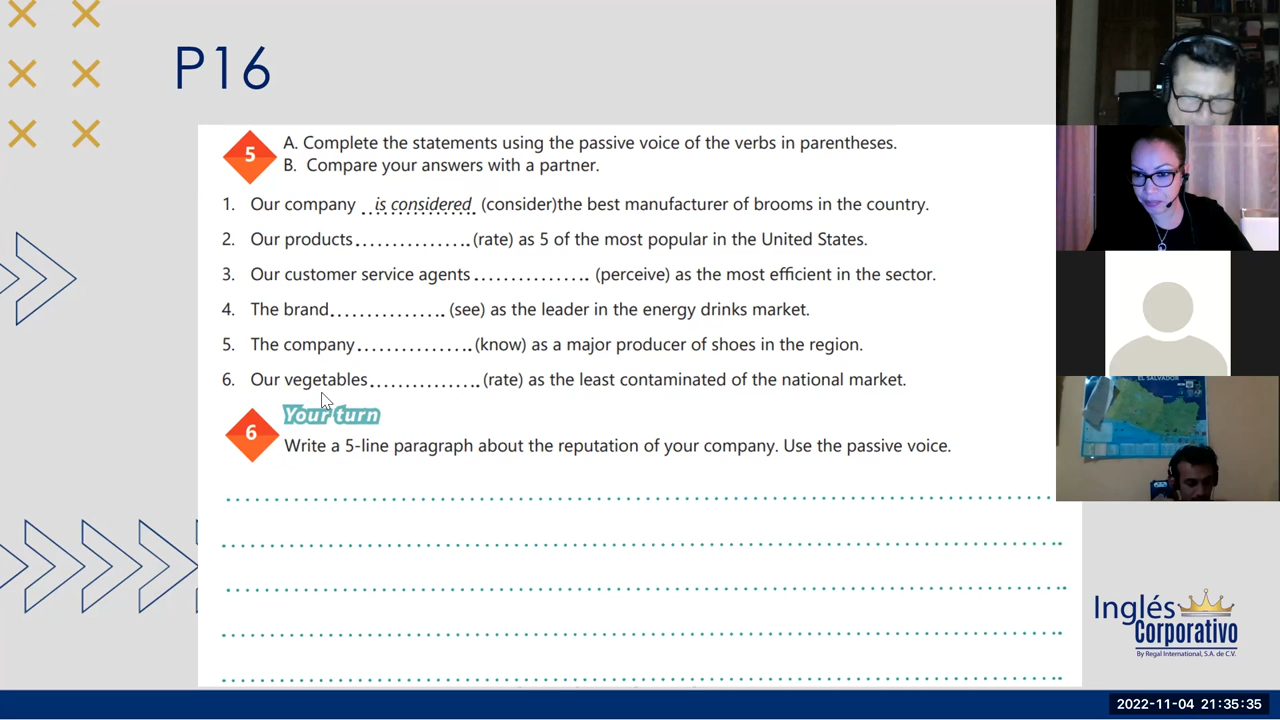 P16
5
A. Complete the statements using the passive voice of the verbs in parentheses.
B. Compare your answers with a partner.
1. Our company is considered (consider)the best manufacturer of brooms in the country.
2. Our products................(rate) as 5 of the most popular in the United States.
3. Our customer service agents................ (perceive) as the most efficient in the sector.
4. The brand................ (see) as the leader in the energy drinks market.
5. The company................(know) as a major producer of shoes in the region.
6. Our vegetables................(rate) as the least contaminated of the national market.
Your turn
6
Write a 5-line paragraph about the reputation of your company. Use the passive voice.
EL SALVADOR
Inglés
Corporativo
By Regal International, S.A. de C.V.
2022-11-04 21:35:35